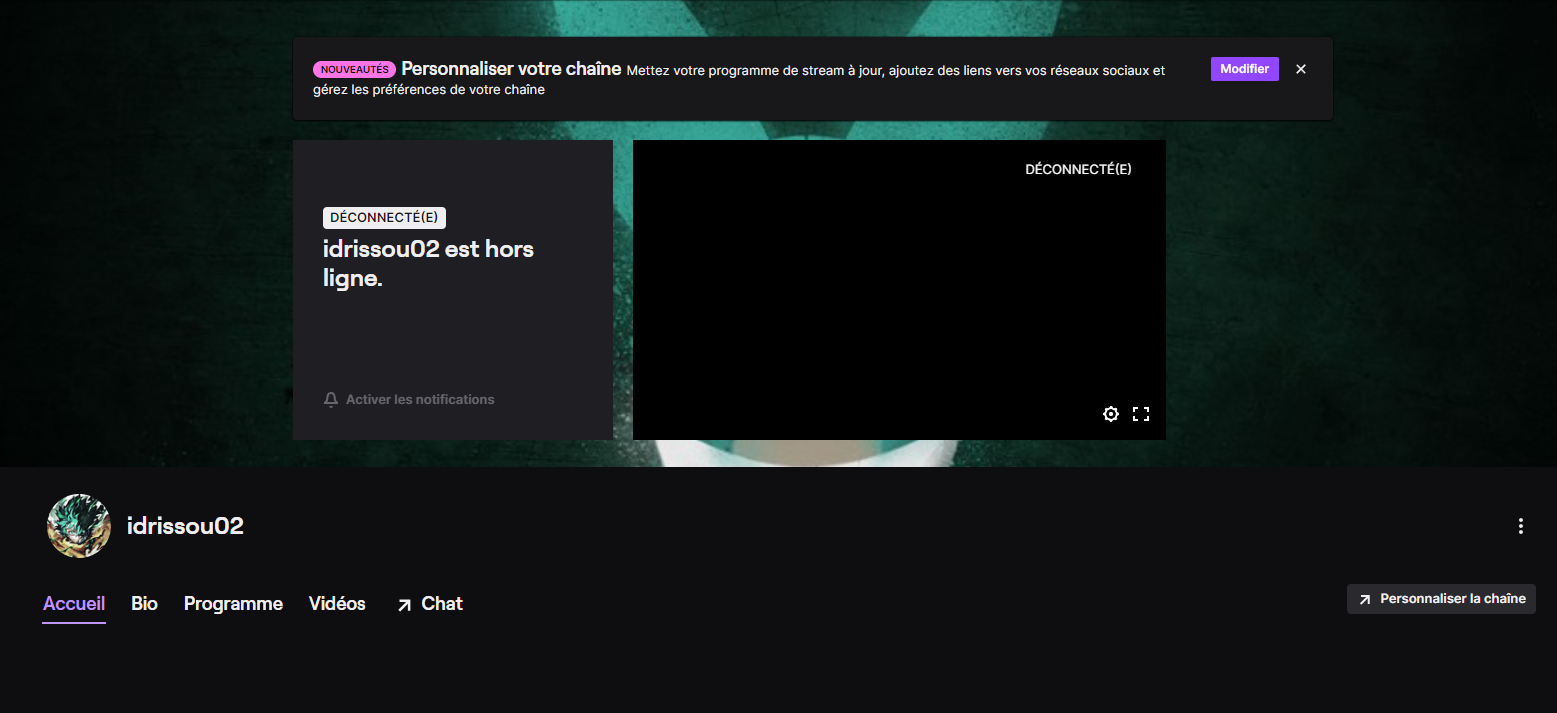 NOUVEAUTÉS Personnaliser votre chaîne Mettez votre programme de stream à jour, ajoutez des liens vers vos réseaux sociaux et
gérez les préférences de votre chaîne
Modifier
DÉCONNECTÉ(E)
idrissou02 est hors
ligne.
Activer les notifications
DÉCONNECTÉ(E)
idrissou02
Accueil Bio Programme Vidéos Chat
Personnaliser la chaîne